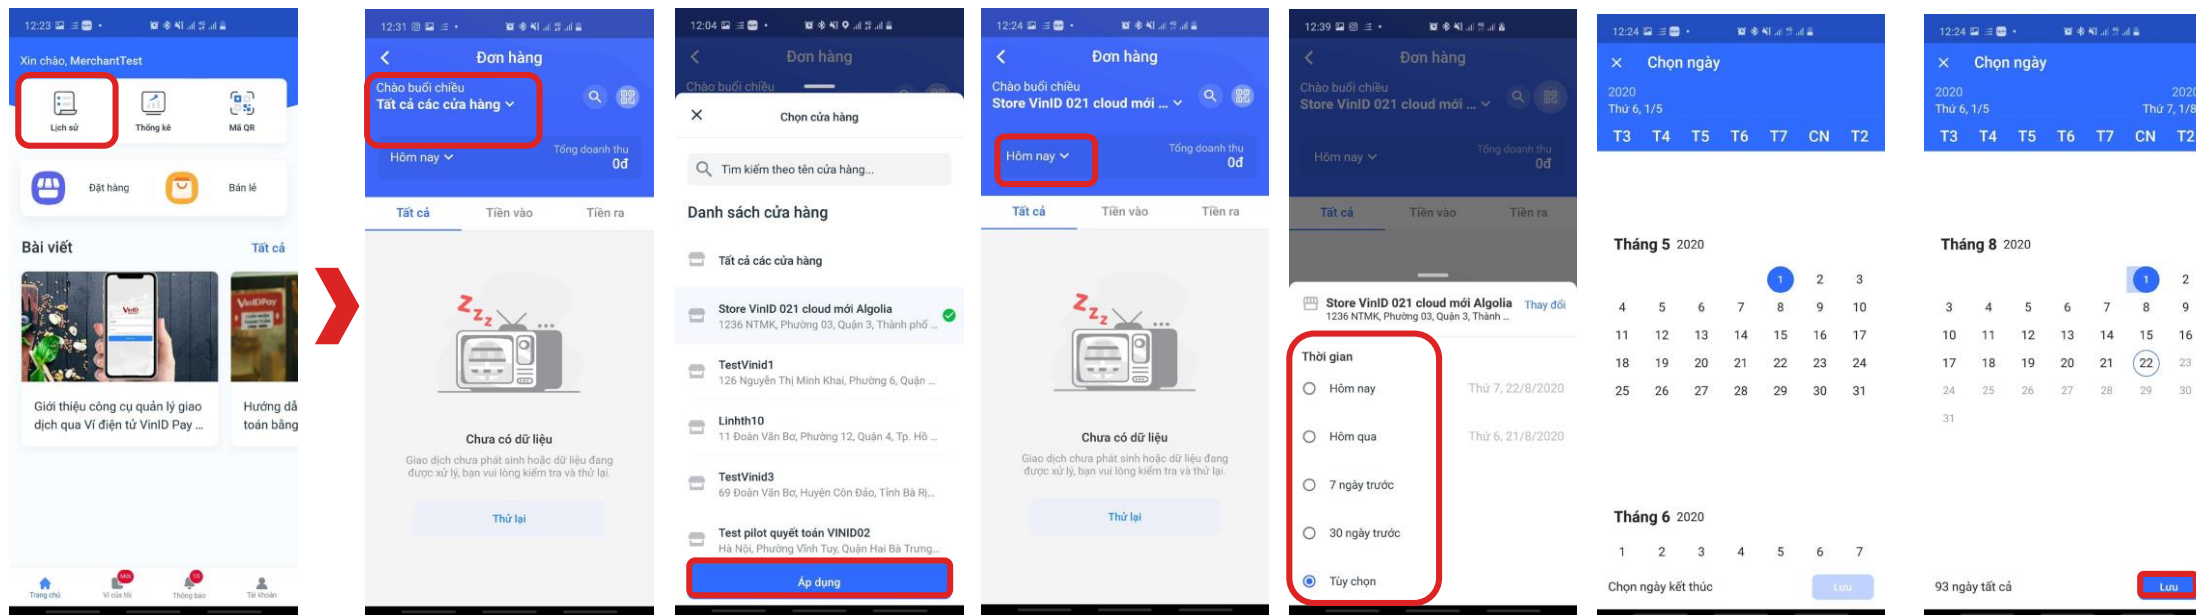 12:23
Xin chào, MerchantTest
Lịch sử
Thống kê
Mã QR
Đặt hàng
Bán lẻ
Bài viết
Tất cả
VinID
VinIDPay
Giới thiệu công cụ quản lý giao
dịch qua Ví điện tử VinID Pay ...
Hướng dẫ
toán bằng
Mới
10
Trang chủ
Ví của tôi
Thông báo
Tài khoản
12:31
Đơn hàng
Chào buổi chiều
Tất cả các cửa hàng
Hôm nay
Tổng doanh thu
0đ
Tất cả
Tiền vào
Tiền ra
Chưa có dữ liệu
Giao dịch chưa phát sinh hoặc dữ liệu đang
được xử lý, bạn vui lòng kiểm tra và thử lại.
Thử lại
12:04
Đơn hàng
Chào buổi chiều
Chọn cửa hàng
Tìm kiếm theo tên cửa hàng...
Danh sách cửa hàng
Tất cả các cửa hàng
Store VinID 021 cloud mới Algolia
1236 NTMK, Phường 03, Quận 3, Thành phố ...
TestVinid1
126 Nguyễn Thị Minh Khai, Phường 6, Quận ...
Linhth10
11 Đoàn Văn Bơ, Phường 12, Quận 4, Tp. Hồ ...
TestVinid3
69 Đoàn Văn Bơ, Huyện Côn Đảo, Tỉnh Bà Rị...
Test pilot quyết toán VINID02
Hà Nội, Phường Vĩnh Tuy, Quận Hai Bà Trưng...
Áp dụng
12:24
Đơn hàng
Chào buổi chiều
Store VinID 021 cloud mới ...
Hôm nay
Tổng doanh thu
0đ
Tất cả
Tiền vào
Tiền ra
Chưa có dữ liệu
Giao dịch chưa phát sinh hoặc dữ liệu đang
được xử lý, bạn vui lòng kiểm tra và thử lại.
Thử lại
12:39
Đơn hàng
Chào buổi chiều
Store VinID 021 cloud mới ...
Hôm nay
Tổng doanh thu
0đ
Tất cả
Tiền vào
Tiền ra
Store VinID 021 cloud mới Algolia
Thay đổi
1236 NTMK, Phường 03, Quận 3, Thành ...
Thời gian
Hôm nay
Thứ 7, 22/8/2020
Hôm qua
Thứ 6, 21/8/2020
7 ngày trước
30 ngày trước
Tùy chọn
12:24
Chọn ngày
2020
Thứ 6, 1/5
T3 T4 T5 T6 T7 CN T2
Tháng 5 2020
1 2 3
4 5 6 7 8 9 10
11 12 13 14 15 16 17
18 19 20 21 22 23 24
25 26 27 28 29 30 31
Tháng 6 2020
1 2 3 4 5 6 7
Chọn ngày kết thúc
Lưu
12:24
Chọn ngày
2020 2020
Thứ 6, 1/5 Thứ 7, 1/8
T3 T4 T5 T6 T7 CN T2
Tháng 8 2020
1 2
3 4 5 6 7 8 9
10 11 12 13 14 15 16
17 18 19 20 21 22 23
24 25 26 27 28 29 30
31
93 ngày tất cả
Lưu